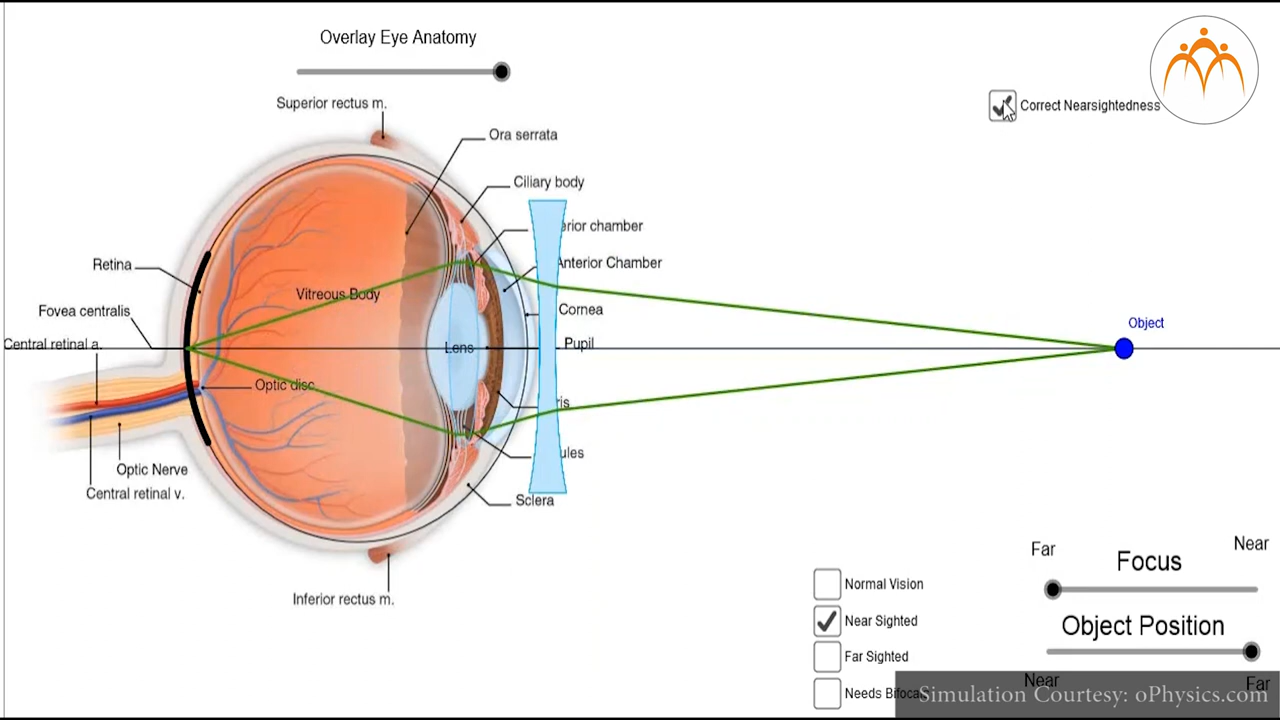 Overlay Eye Anatomy
Superior rectus m.
Correct Nearsightedness
Ora serrata
Ciliary body
erior chamber
Anterior Chamber
Retina
Vitreous Body
Fovea centralis
Cornea
Central retinal a.
Lens
Pupil
Object
Optic disc
ris
ules
Optic Nerve
Central retinal v.
Sclera
Inferior rectus m.
Far
Near
Focus
Normal Vision
Near Sighted
Object Position
Far Sighted
Near
Far
Needs Bifocals
Simulation Courtesy: oPhysics.com